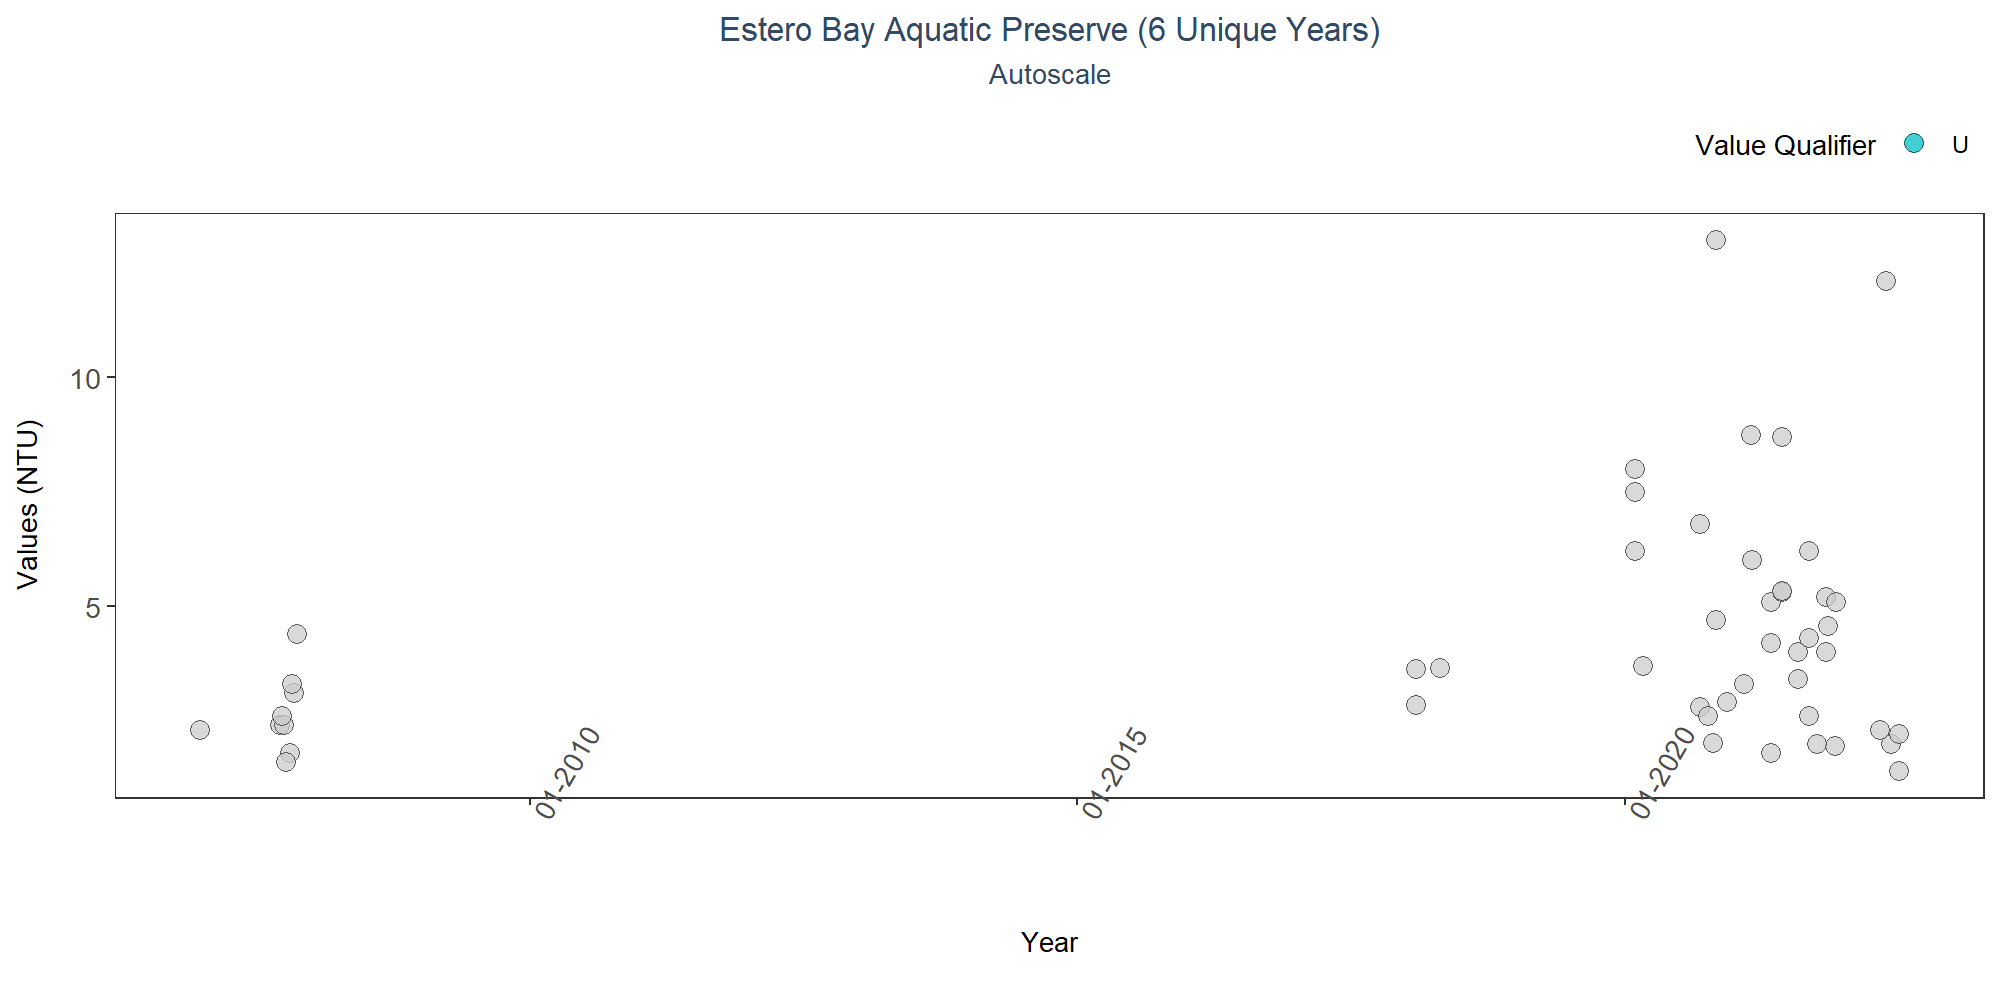 Estero Bay Aquatic Preserve (6 Unique Years)
Autoscale
Value Qualifier U
10
5
Values (NTU)
01-2010
01-2015
01-2020
Year